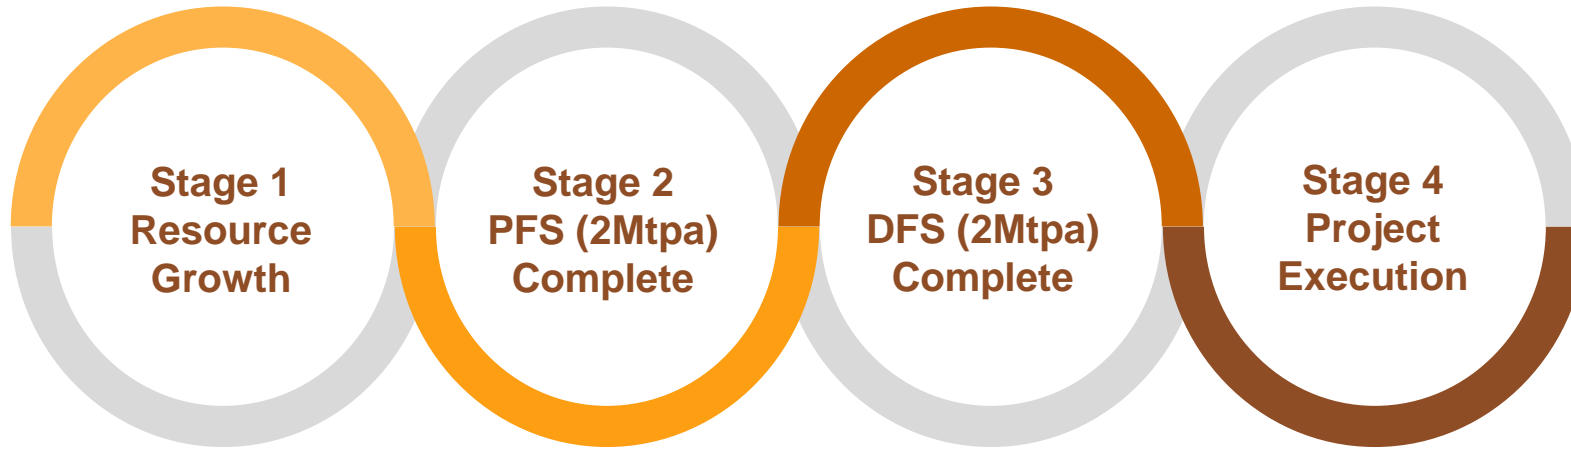 Stage 1
Resource
Growth
Stage 2
PFS (2Mtpa)
Complete
Stage 3
DFS (2Mtpa)
Complete
Stage 4
Project
Execution